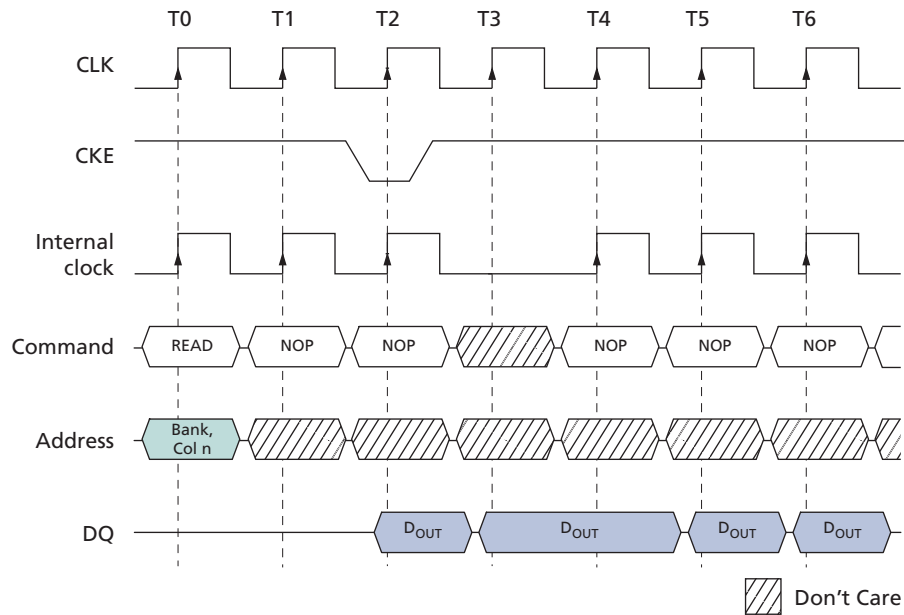 T0 T1 T2 T3 T4 T5 T6
CLK
CKE
Internal
clock
Command READ NOP NOP NOP NOP NOP
Address Bank,
Col n
DQ DOUT DOUT DOUT DOUT
Don't Care